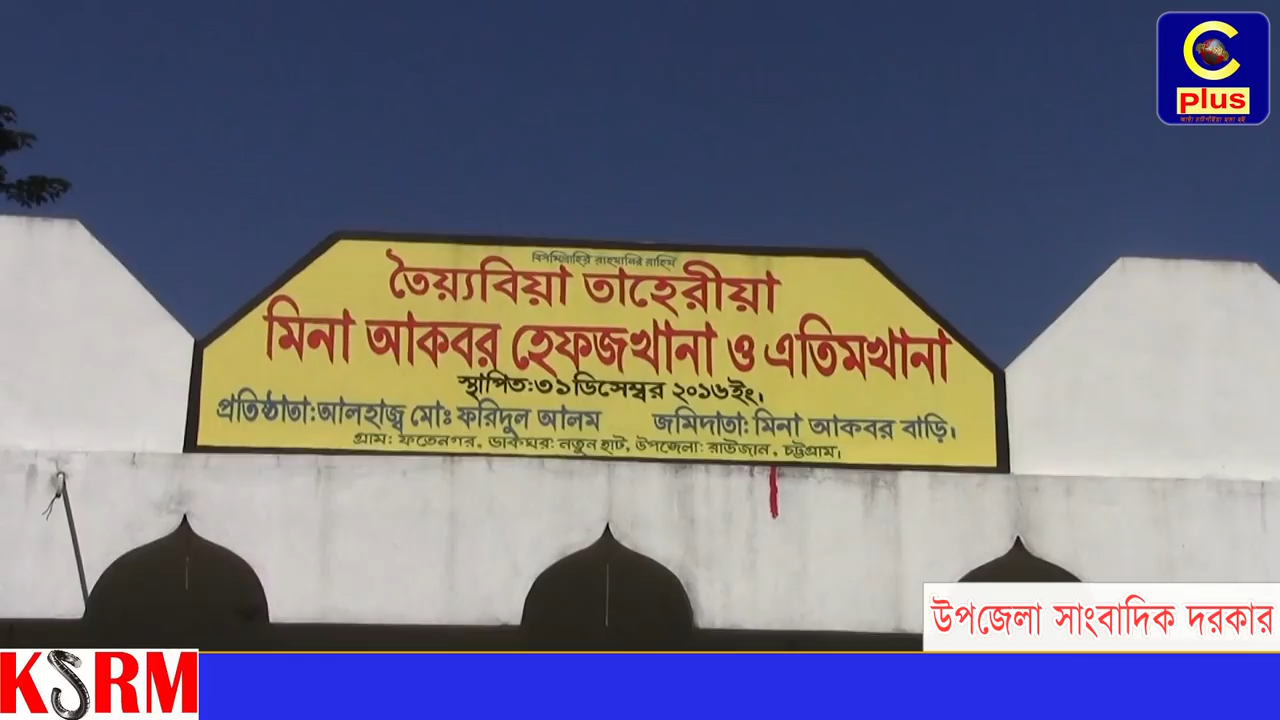 C
plus
বিসমিল্লাহির রাহমানির রাহিম
তৈয়্যবিয়া তাহেরীয়া
মিনা আকবর হেফজখানা ও এতিমখানা
স্থাপিত:৩১ডিসেম্বর ২০১৬ইং।
প্রতিষ্ঠাতা:আলহাজ্ব মোঃ ফরিদুল আলম জমিদাতা: মিনা আকবর বাড়ি।
গ্রাম: ফতেনগর, ডাকঘর: নতুন হাট, উপজেলা: রাউজান, চট্টগ্রাম।
উপজেলা সাংবাদিক দরকার
KSRM